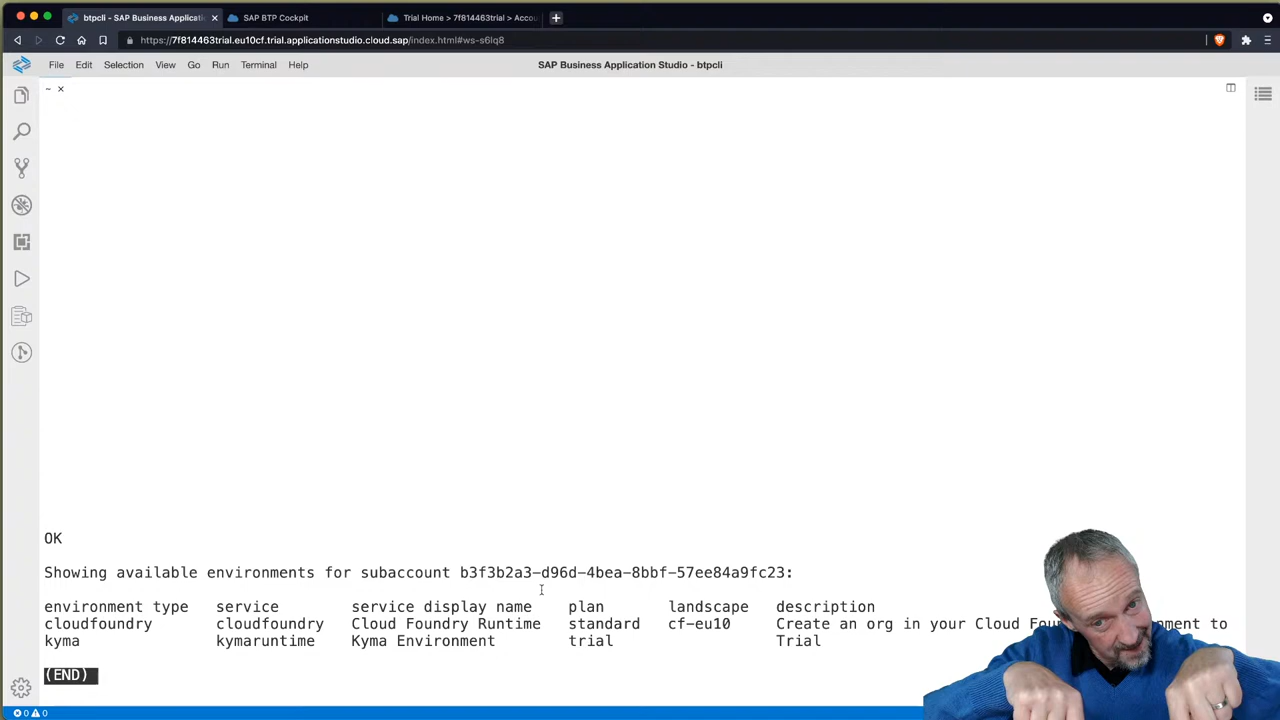 btpcli - SAP Business Applicati
SAP BTP Cockpit
Trial Home > 7f814463trial > Accou
https://7f814463trial.eu10cf.trial.applicationstudio.cloud.sap/index.html#ws-s6lq8
File Edit Selection View Go Run Terminal Help
SAP Business Application Studio - btpcli
~
OK
Showing available environments for subaccount b3f3b2a3-d96d-4bea-8bbf-57ee84a9fc23:
environment type service service display name plan landscape description
cloudfoundry cloudfoundry Cloud Foundry Runtime standard cf-eu10 Create an org in your Cloud to
kyma kymaruntime Kyma Environment trial Trial
(END)
0 0